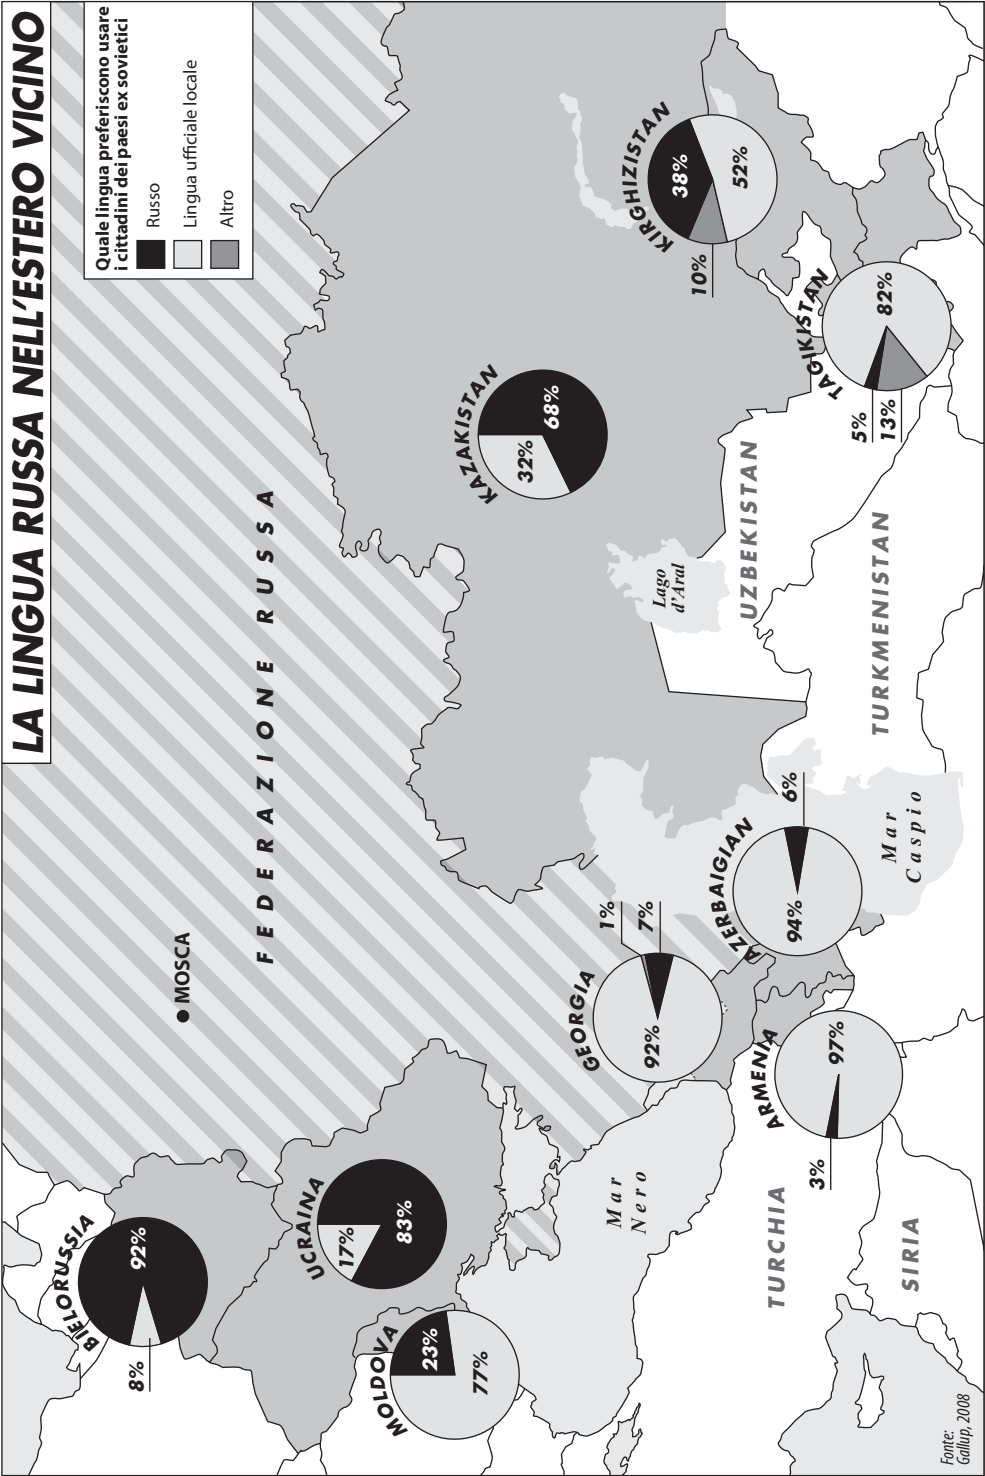 LA LINGUA RUSSA NELL'ESTERO VICINO
Quale lingua preferiscono usare
i cittadini dei paesi ex sovietici
Russo
Lingua ufficiale locale
Altro
FEDERAZIONE RUSSA
MOSCA
BIELORUSSIA
92%
8%
UCRAINA
17%
83%
MOLDOVA
23%
77%
GEORGIA
1%
7%
92%
ARMENIA
97%
3%
AZERBAIGIAN
94%
6%
KAZAKISTAN
32%
68%
KIRGHIZISTAN
38%
52%
10%
TAGIKISTAN
82%
5%
13%
Lago
d'Aral
UZBEKISTAN
TURKMENISTAN
Mar
Caspio
Mar
Nero
TURCHIA
SIRIA
Fonte:
Gallup, 2008